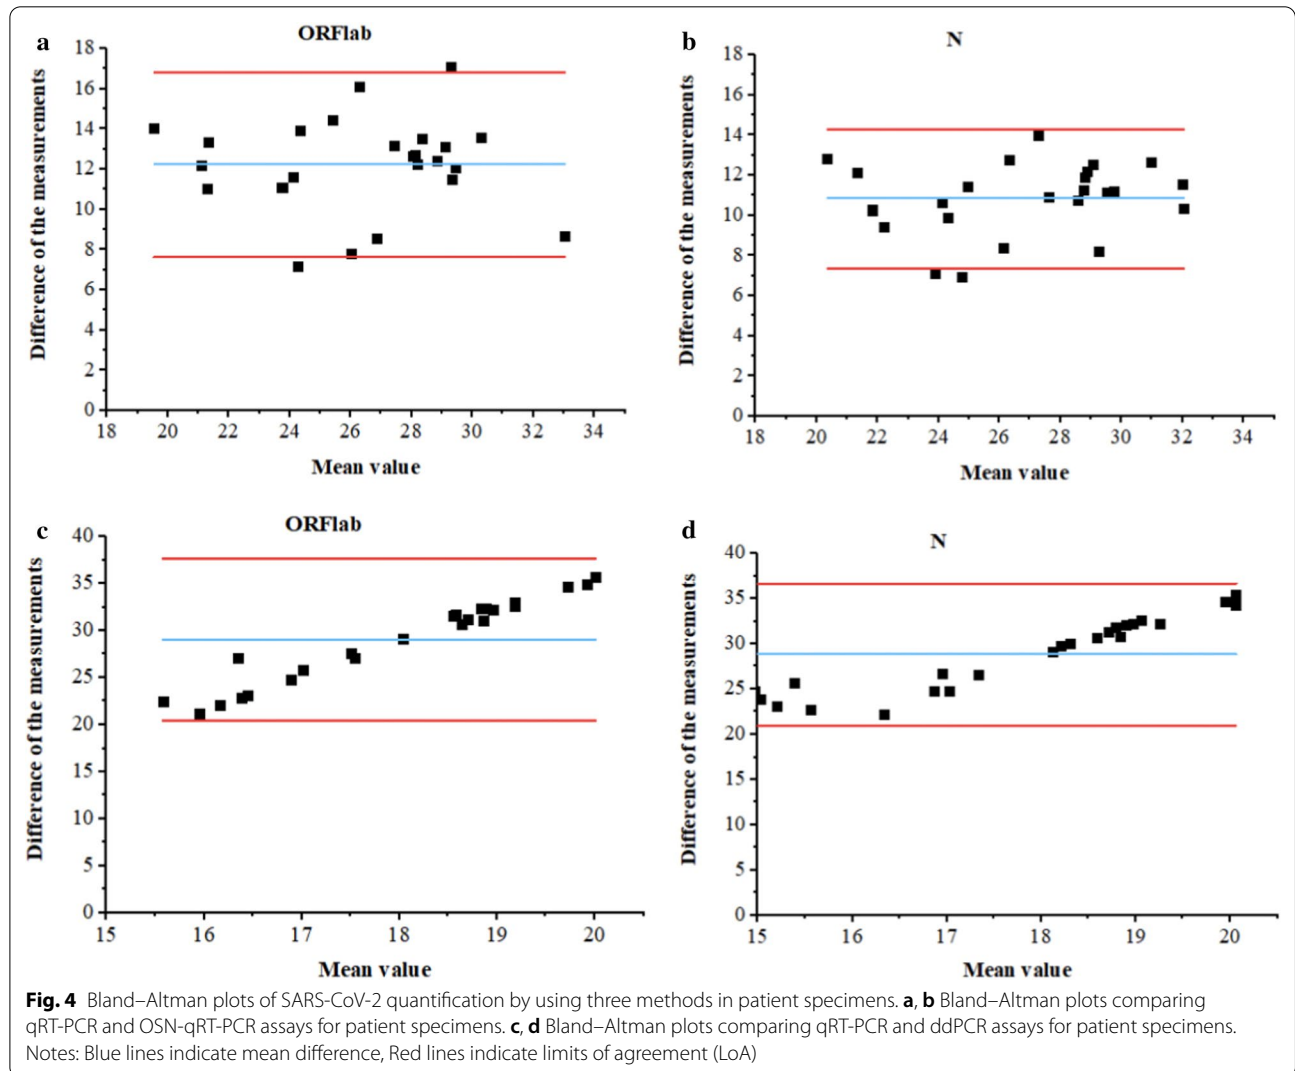 a
ORFlab
18
16
14
12
10
8
6
4
2
0
Difference of the measurements
18 20 22 24 26 28 30 32 34
Mean value
b
N
18
16
14
12
10
8
6
4
2
0
Difference of the measurements
18 20 22 24 26 28 30 32 34
Mean value
c
ORFlab
40
35
30
25
20
15
10
5
0
Difference of the measurements
15 16 17 18 19 20
Mean value
d
N
40
35
30
25
20
15
10
5
0
Difference of the measurements
15 16 17 18 19 20
Mean value
Fig. 4 Bland–Altman plots of SARS-CoV-2 quantification by using three methods in patient specimens. a, b Bland–Altman plots comparing
qRT-PCR and OSN-qRT-PCR assays for patient specimens. c, d Bland–Altman plots comparing qRT-PCR and ddPCR assays for patient specimens.
Notes: Blue lines indicate mean difference, Red lines indicate limits of agreement (LoA)